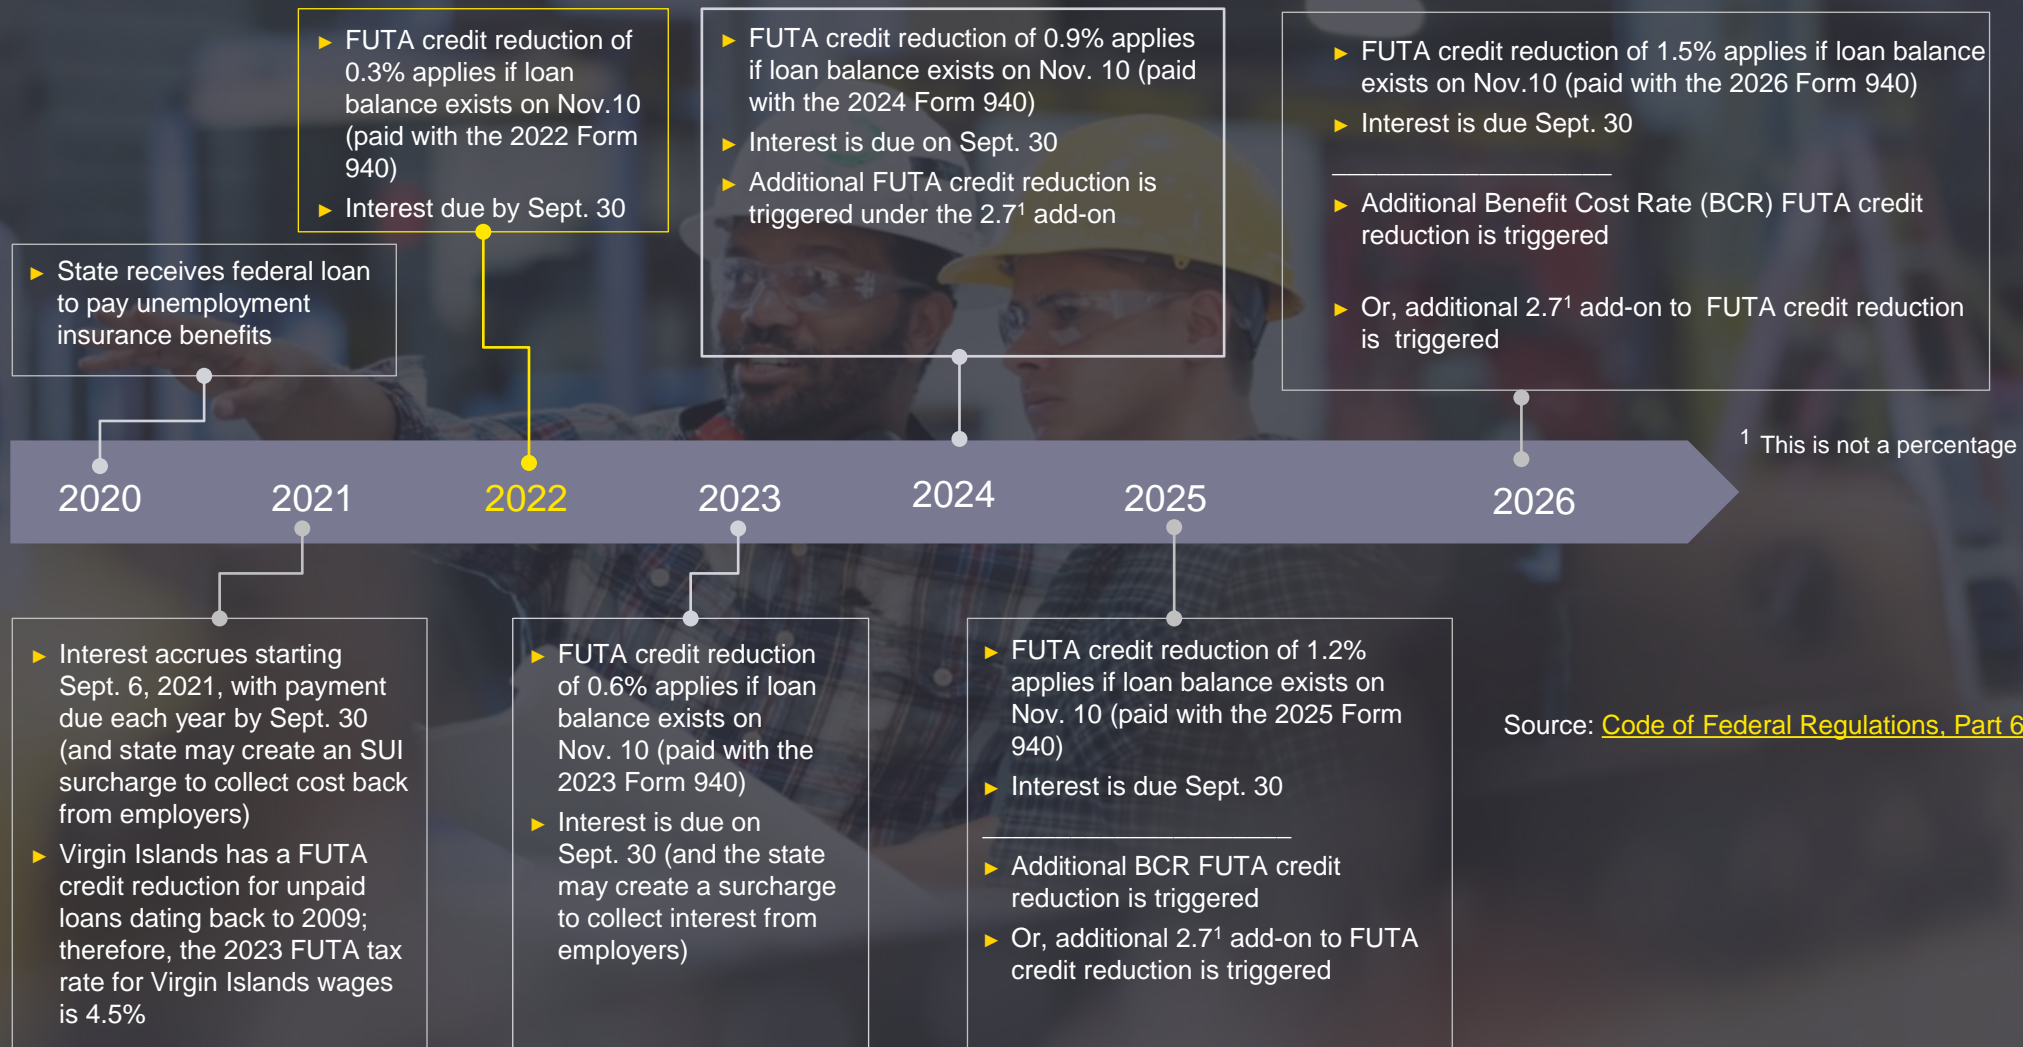 ► State receives federal loan
to pay unemployment
insurance benefits
► FUTA credit reduction of
0.3% applies if loan
balance exists on Nov.10
(paid with the 2022 Form
940)
► Interest due by Sept. 30
► FUTA credit reduction of 0.9% applies
if loan balance exists on Nov. 10 (paid
with the 2024 Form 940)
► Interest is due on Sept. 30
► Additional FUTA credit reduction is
triggered under the 2.7¹ add-on
► FUTA credit reduction of 1.5% applies if loan balance
exists on Nov.10 (paid with the 2026 Form 940)
► Interest is due Sept. 30
► Additional Benefit Cost Rate (BCR) FUTA credit
reduction is triggered
► Or, additional 2.7¹ add-on to FUTA credit reduction
is triggered
¹ This is not a percentage
2020 2021 2022 2023 2024 2025 2026
► Interest accrues starting
Sept. 6, 2021, with payment
due each year by Sept. 30
(and state may create an SUI
surcharge to collect cost back
from employers)
► Virgin Islands has a FUTA
credit reduction for unpaid
loans dating back to 2009;
therefore, the 2023 FUTA tax
rate for Virgin Islands wages
is 4.5%
► FUTA credit reduction
of 0.6% applies if loan
balance exists on
Nov. 10 (paid with the
2023 Form 940)
► Interest is due on
Sept. 30 (and the state
may create a surcharge
to collect interest from
employers)
► FUTA credit reduction of 1.2%
applies if loan balance exists on
Nov. 10 (paid with the 2025 Form
940)
► Interest is due Sept. 30
► Additional BCR FUTA credit
reduction is triggered
► Or, additional 2.7¹ add-on to FUTA
credit reduction is triggered
Source: Code of Federal Regulations, Part 6